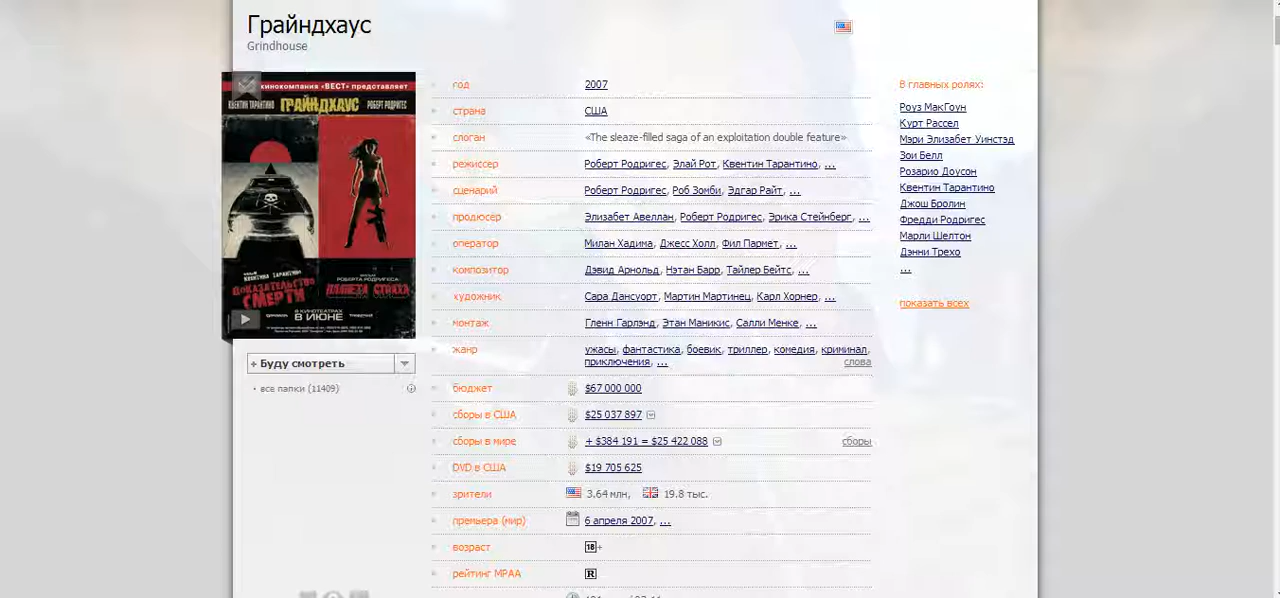 Грайндхаус
Grindhouse
кинокомпания «ВЕСТ» представляет
КВЕНТИН ТАРАНТИНО ГРАЙНДХАУС РОБЕРТ РОДРИГЕС
ДОКАЗАТЕЛЬСТВО СМЕРТИ
РОБЕРТА РОДРИГЕСА
ПЛАНЕТА СТРАХА
В КИНОТЕАТРАХ
В ИЮНЕ
+ Буду смотреть
• все папки (11409)
год 2007
страна США
слоган «The sleaze-filled saga of an exploitation double feature»
режиссер Роберт Родригес, Элай Рот, Квентин Тарантино, ...
сценарий Роберт Родригес, Роб Зомби, Эдгар Райт, ...
продюсер Элизабет Авеллан, Роберт Родригес, Эрика Стейнберг, ...
оператор Милан Хадина, Джесс Холл, Фил Пармет, ...
композитор Дэвид Арнольд, Нэтан Барр, Тайлер Бейтс, ...
художник Сара Дансуорт, Мартин Мартинец, Карл Хорнер, ...
монтаж Гленн Гарлэнд, Этан Маникис, Салли Менке, ...
жанр ужасы, фантастика, боевик, триллер, комедия, криминал,
приключения, ... слова
бюджет $67 000 000
сборы в США $25 037 897
сборы в мире + $384 191 = $25 422 088 сборы
DVD в США $19 705 625
зрители 3.64 млн, 19.8 тыс.
премьера (мир) 6 апреля 2007, ...
возраст 18+
рейтинг MPAA R
В главных ролях:
Роуз МакГоун
Курт Рассел
Мэри Элизабет Уинстэд
Зои Белл
Розарио Доусон
Квентин Тарантино
Джош Бролин
Фредди Родригес
Марли Шелтон
Дэнни Трехо
...
показать всех